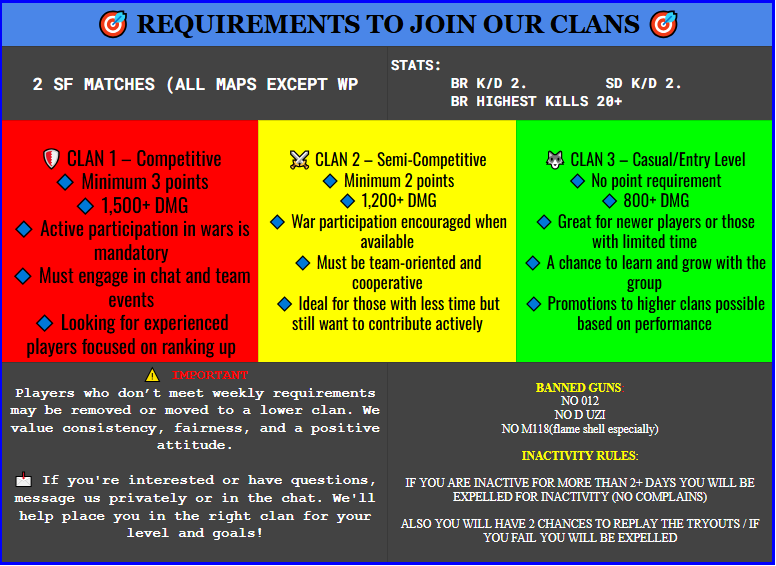 🎯 REQUIREMENTS TO JOIN OUR CLANS 🎯
2 SF MATCHES (ALL MAPS EXCEPT WP
STATS:
BR K/D 2. SD K/D 2.
BR HIGHEST KILLS 20+
🛡️ CLAN 1 – Competitive
🔹 Minimum 3 points
🔹 1,500+ DMG
🔹 Active participation in wars is
mandatory
🔹 Must engage in chat and team
events
🔹 Looking for experienced
players focused on ranking up
⚔️ CLAN 2 – Semi-Competitive
🔹 Minimum 2 points
🔹 1,200+ DMG
🔹 War participation encouraged when
available
🔹 Must be team-oriented and
cooperative
🔹 Ideal for those with less time but
still want to contribute actively
🐺 CLAN 3 – Casual/Entry Level
🔹 No point requirement
🔹 800+ DMG
🔹 Great for newer players or those
with limited time
🔹 A chance to learn and grow with the
group
🔹 Promotions to higher clans possible
based on performance
⚠️ IMPORTANT
Players who don’t meet weekly requirements
may be removed or moved to a lower clan. We
value consistency, fairness, and a positive
attitude.
📩 If you're interested or have questions,
message us privately or in the chat. We'll
help place you in the right clan for your
level and goals!
BANNED GUNS
NO 012
NO D UZI
NO M118(flame shell especially)
INACTIVITY RULES:
IF YOU ARE INACTIVE FOR MORE THAN 2+ DAYS YOU WILL BE
EXPELLED FOR INACTIVITY (NO COMPLAINS)
ALSO YOU WILL HAVE 2 CHANCES TO REPLAY THE TRYOUTS / IF
YOU FAIL YOU WILL BE EXPELLED